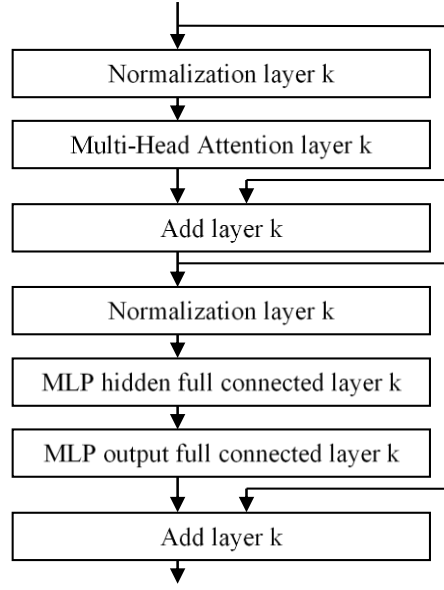 Normalization layer k
Multi-Head Attention layer k
Add layer k
Normalization layer k
MLP hidden full connected layer k
MLP output full connected layer k
Add layer k